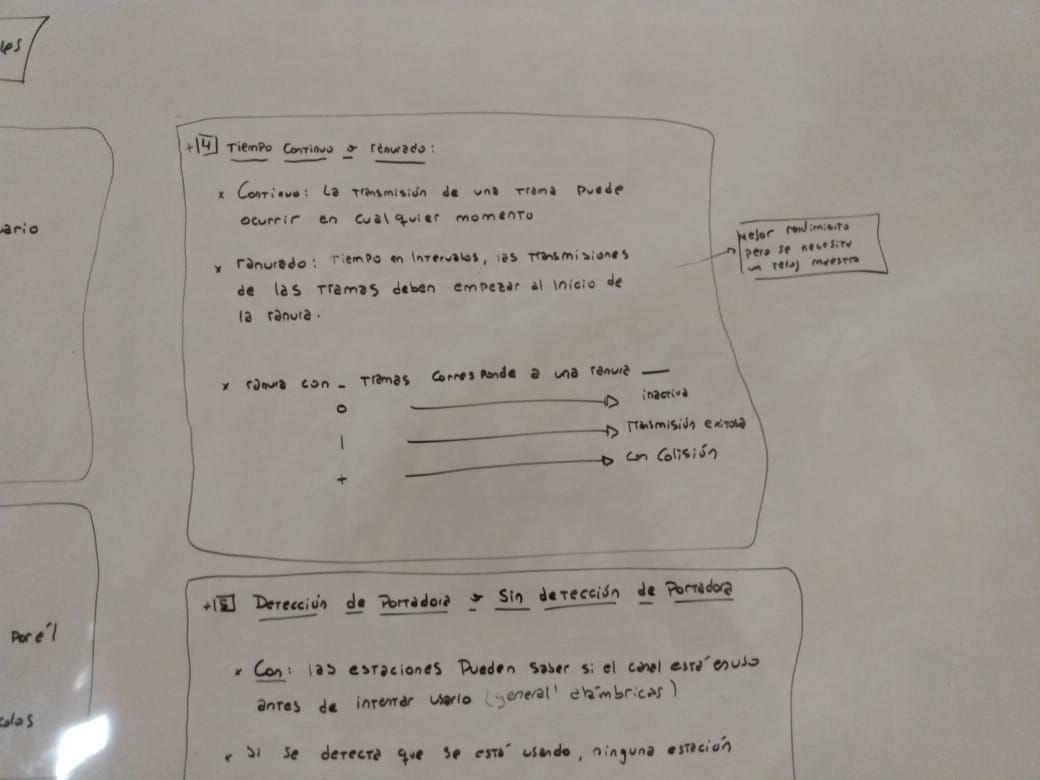 les
ario
+14 Tiempo Continuo o ranurado:
x Continuo: La transmisión de una trama puede
ocurrir en cualquier momento
x ranurado: Tiempo en Intervalos, las transmisiones
de las tramas deben empezar al inicio de
la ranura.
Mejor rendimiento
pero se necesita
un reloj maestro
x ranura con _ tramas corresponde a una ranura __
0 → inactiva
1 → Transmisión exitosa
+ → con colisión
por él
colos
+15 Detección de Portadora o Sin detección de Portadora
x Con: las estaciones pueden saber si el canal está en uso
antes de intentar usarlo (general' alámbricas)
x Si se detecta que se está usando, ninguna estación